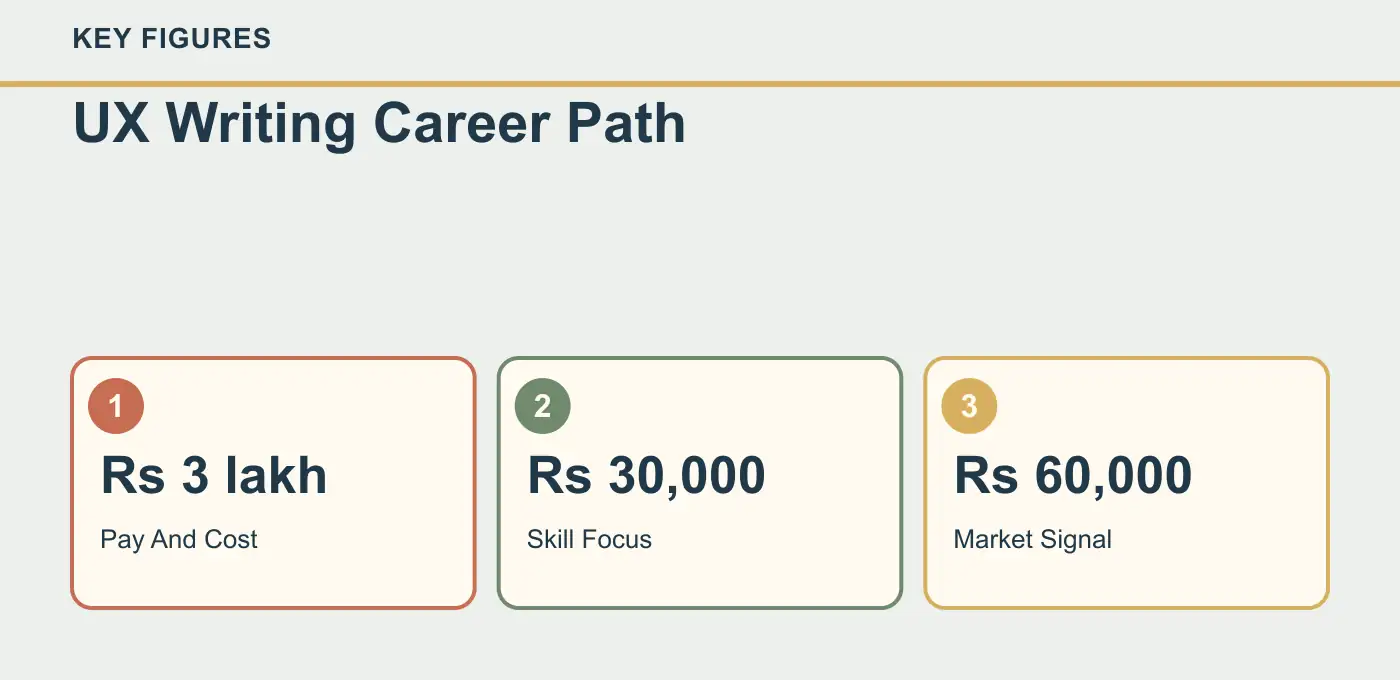 KEY FIGURES
UX Writing Career Path
1
Rs 3 lakh
Pay And Cost
2
Rs 30,000
Skill Focus
3
Rs 60,000
Market Signal